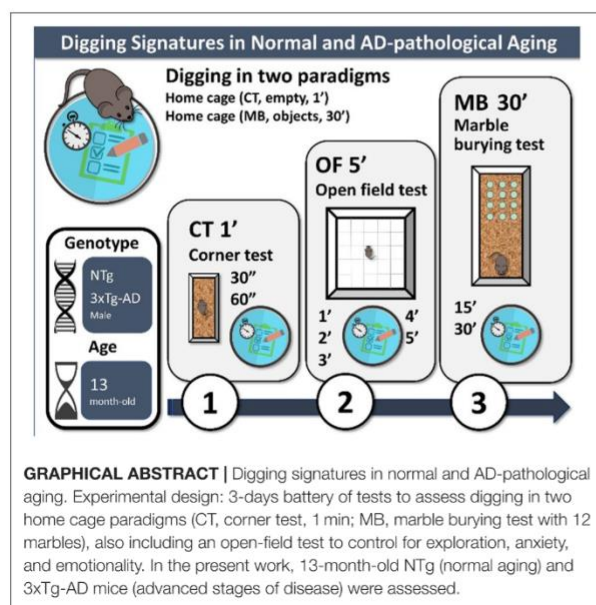 Digging Signatures in Normal and AD-pathological Aging
Digging in two paradigms
Home cage (CT, empty, 1’)
Home cage (MB, objects, 30’)
Genotype
NTg
3xTg-AD
Male
Age
13
month-old
CT 1’
Corner test
30”
60”
1
OF 5’
Open field test
1’
2’
3’
4’
5’
2
MB 30’
Marble
burying test
15’
30’
3
GRAPHICAL ABSTRACT | Digging signatures in normal and AD-pathological
aging. Experimental design: 3-days battery of tests to assess digging in two
home cage paradigms (CT, corner test, 1 min; MB, marble burying test with 12
marbles), also including an open-field test to control for exploration, anxiety,
and emotionality. In the present work, 13-month-old NTg (normal aging) and
3xTg-AD mice (advanced stages of disease) were assessed.